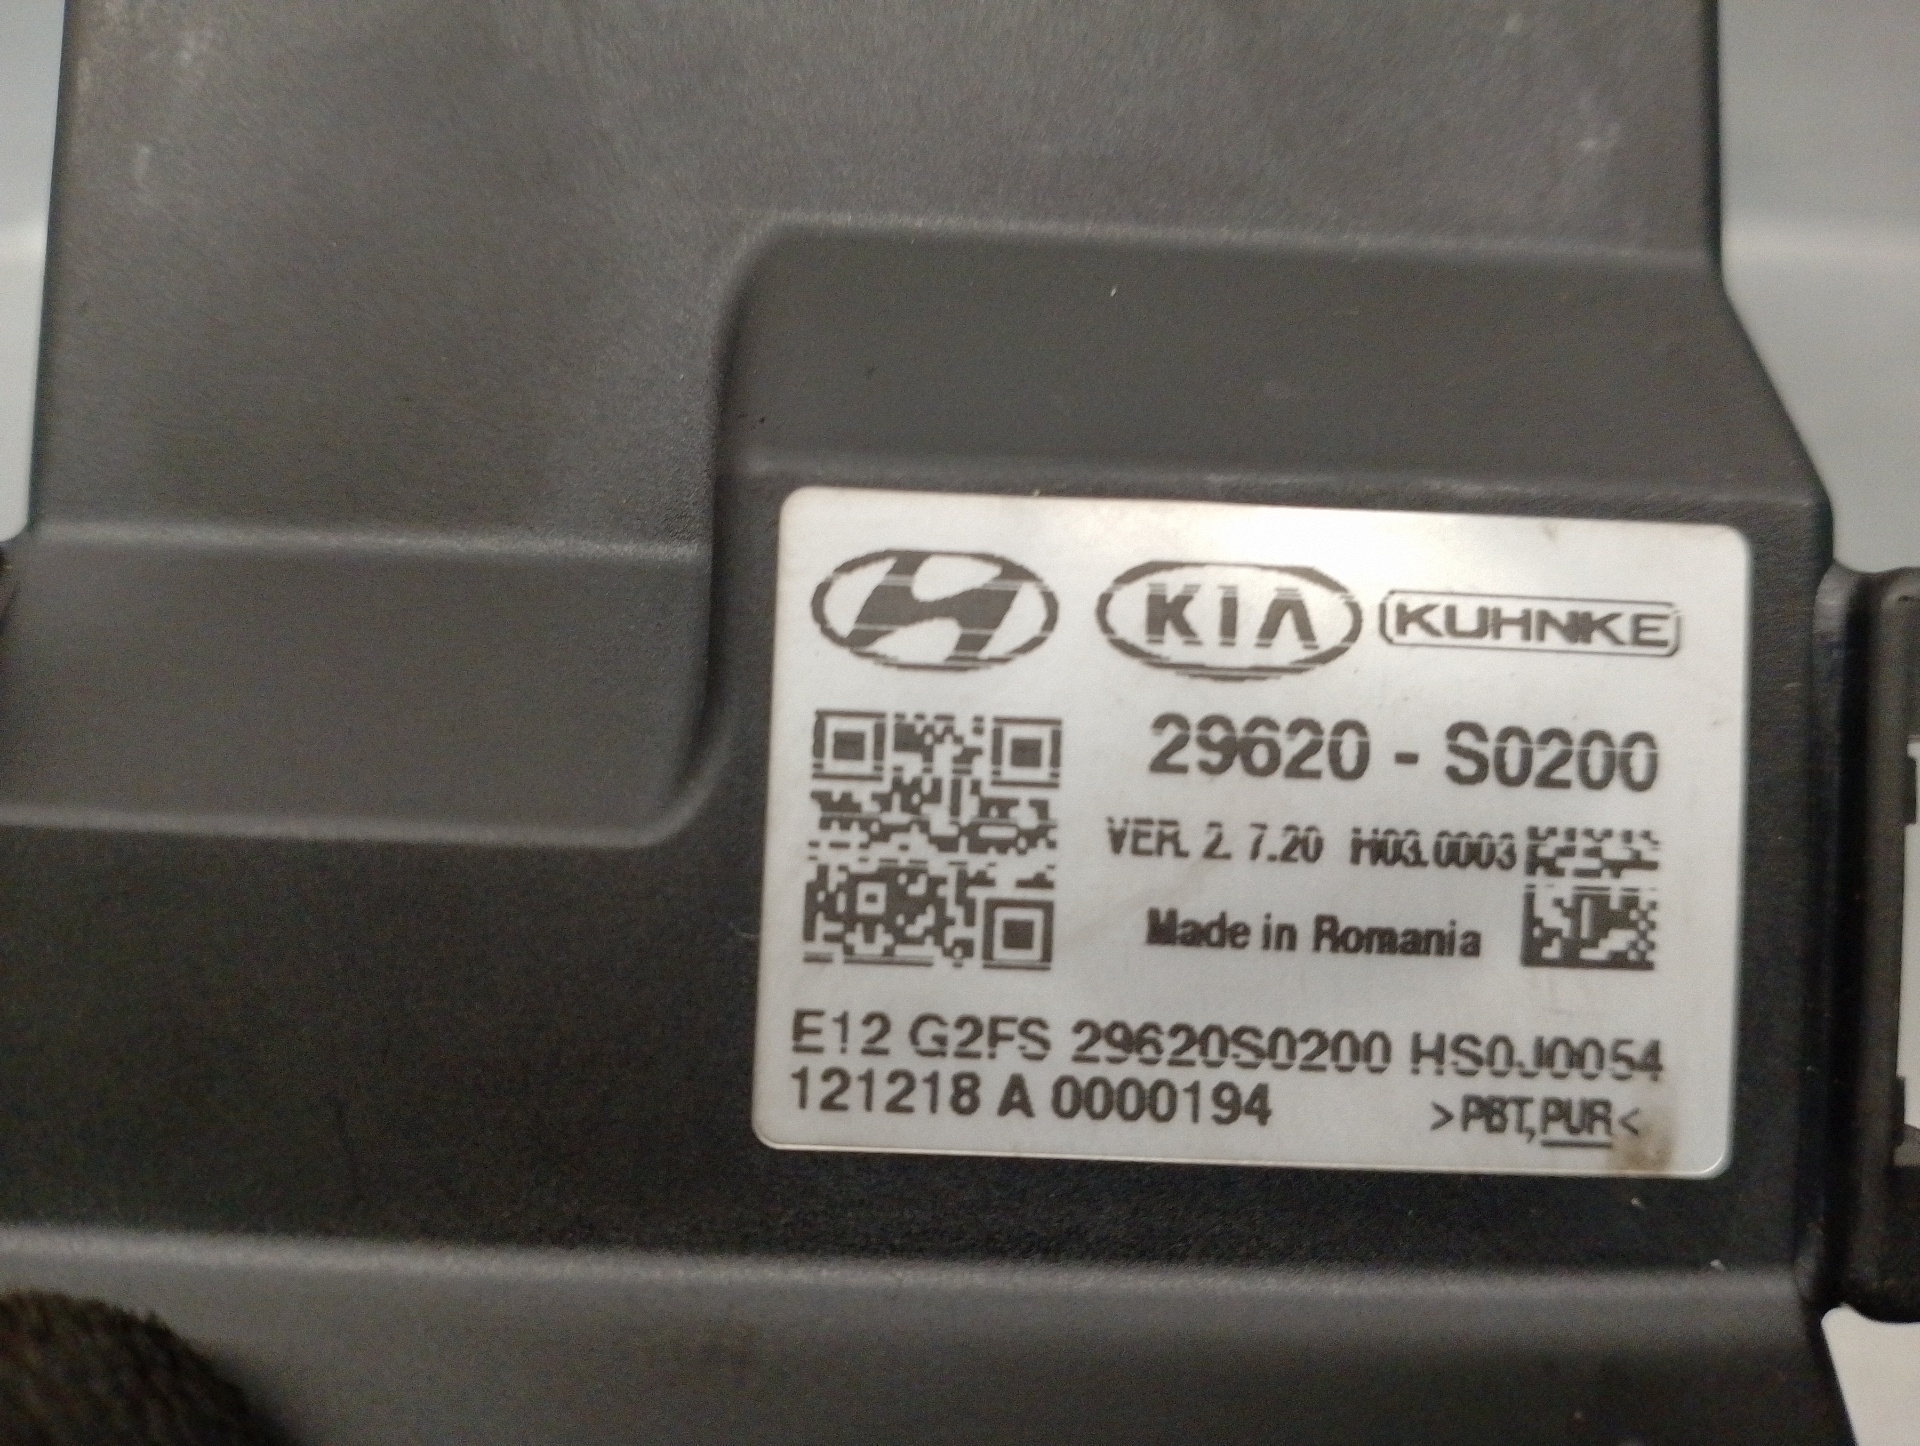 KIA KUHNKE
29620 - S0200
VER. 2. 7.20 H03.0003
Made in Romania
E12 G2FS 29620S0200 HS0J0054
121218 A 0000194
>PBT,PUR<